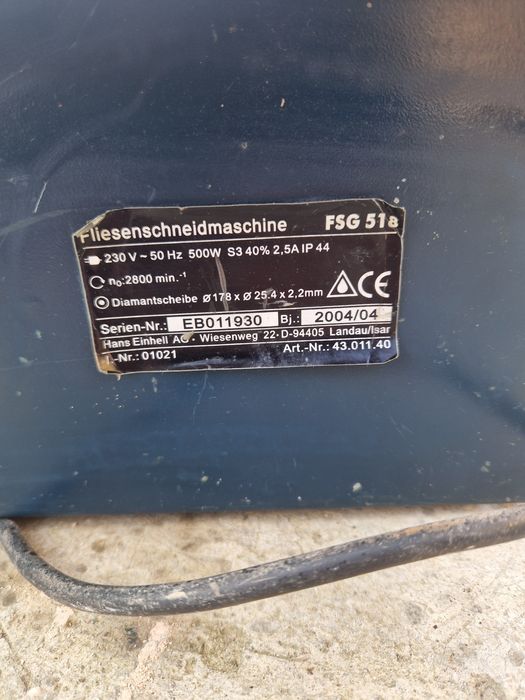 Fliesenschneidmaschine FSG 51a
230 V ~ 50 Hz 500W S3 40% 2,5A IP 44
n₀:2800 min.⁻¹
Diamantscheibe Ø 178 x Ø 25.4 x 2,2mm
CE
Serien-Nr.: EB011930 Bj.: 2004/04
Hans Einhell AG · Wiesenweg 22 · D-94405 Landau/Isar
I.-Nr.: 01021 Art.-Nr.: 43.011.40